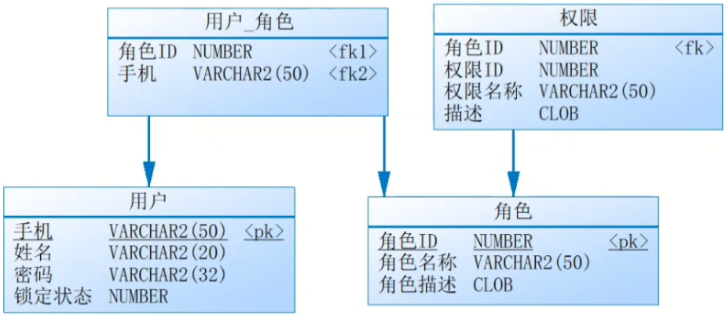 用户_角色
角色ID NUMBER <fk1>
手机 VARCHAR2(50) <fk2>
权限
角色ID NUMBER <fk>
权限ID NUMBER
权限名称 VARCHAR2(50)
描述 CLOB
用户
手机 VARCHAR2(50) <pk>
姓名 VARCHAR2(20)
密码 VARCHAR2(32)
锁定状态 NUMBER
角色
角色ID NUMBER <pk>
角色名称 VARCHAR2(50)
角色描述 CLOB